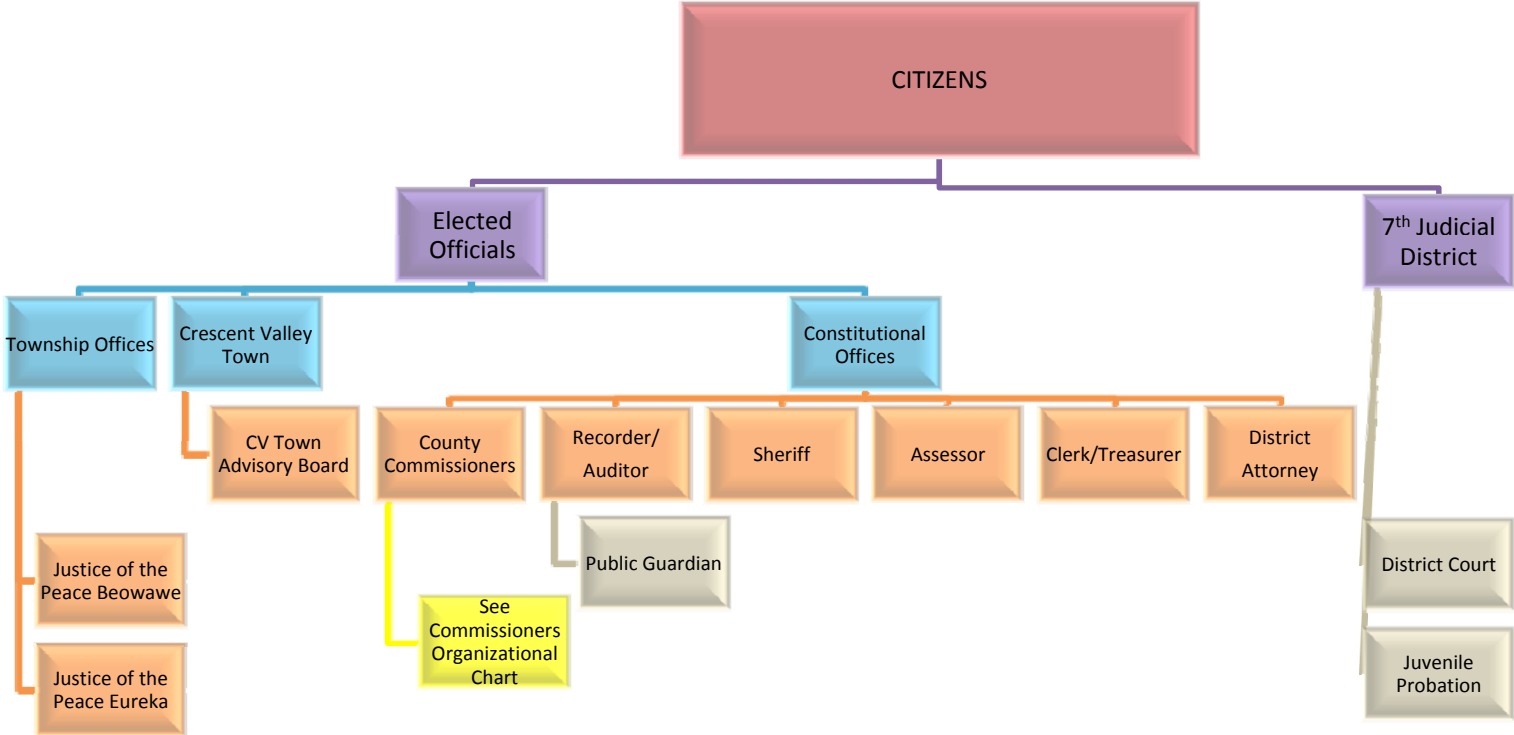 CITIZENS
Elected
Officials
7th Judicial
District
Township Offices
Crescent Valley
Town
Constitutional
Offices
CV Town
Advisory Board
County
Commissioners
Recorder/
Auditor
Sheriff
Assessor
Clerk/Treasurer
District
Attorney
Justice of the
Peace Beowawe
Public Guardian
District Court
See
Commissioners
Organizational
Chart
Justice of the
Peace Eureka
Juvenile
Probation